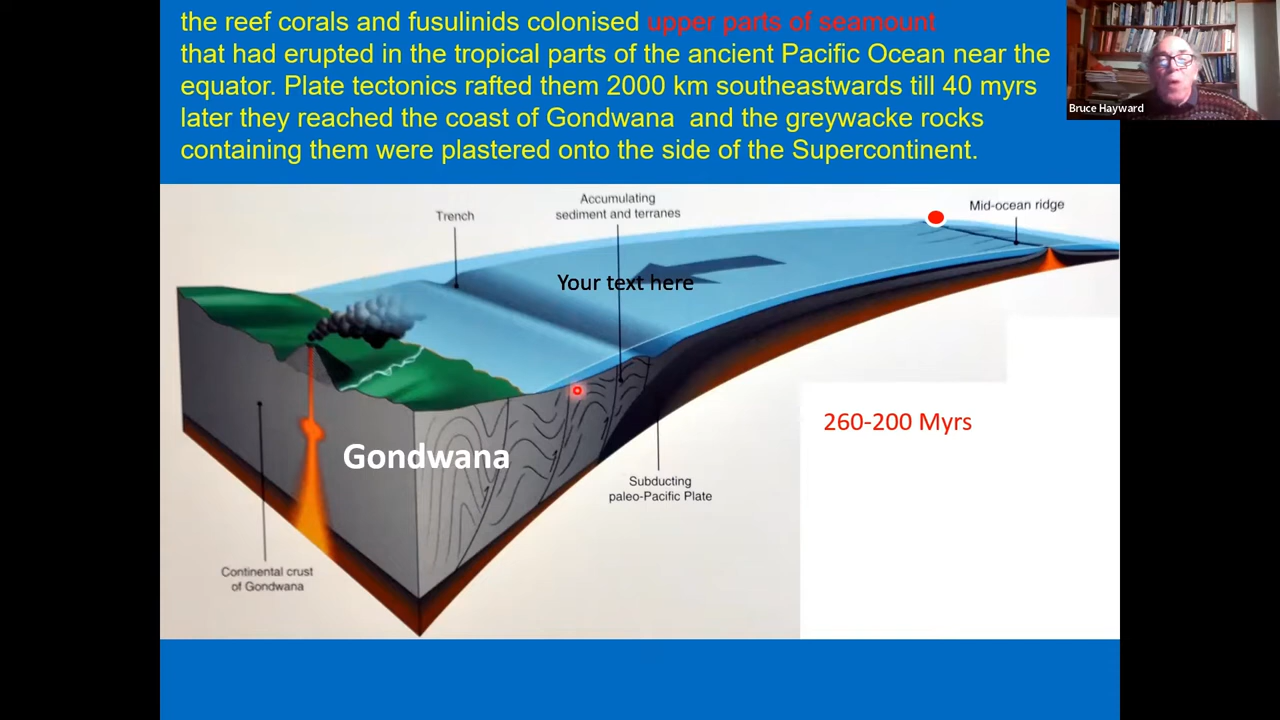 the reef corals and fusulinids colonised upper parts of seamount
that had erupted in the tropical parts of the ancient Pacific Ocean near the
equator. Plate tectonics rafted them 2000 km southeastwards till 40 myrs
later they reached the coast of Gondwana and the greywacke rocks
containing them were plastered onto the side of the Supercontinent.
Bruce Hayward
Trench
Accumulating
sediment and terranes
Mid-ocean ridge
Your text here
260-200 Myrs
Gondwana
Subducting
paleo-Pacific Plate
Continental crust
of Gondwana